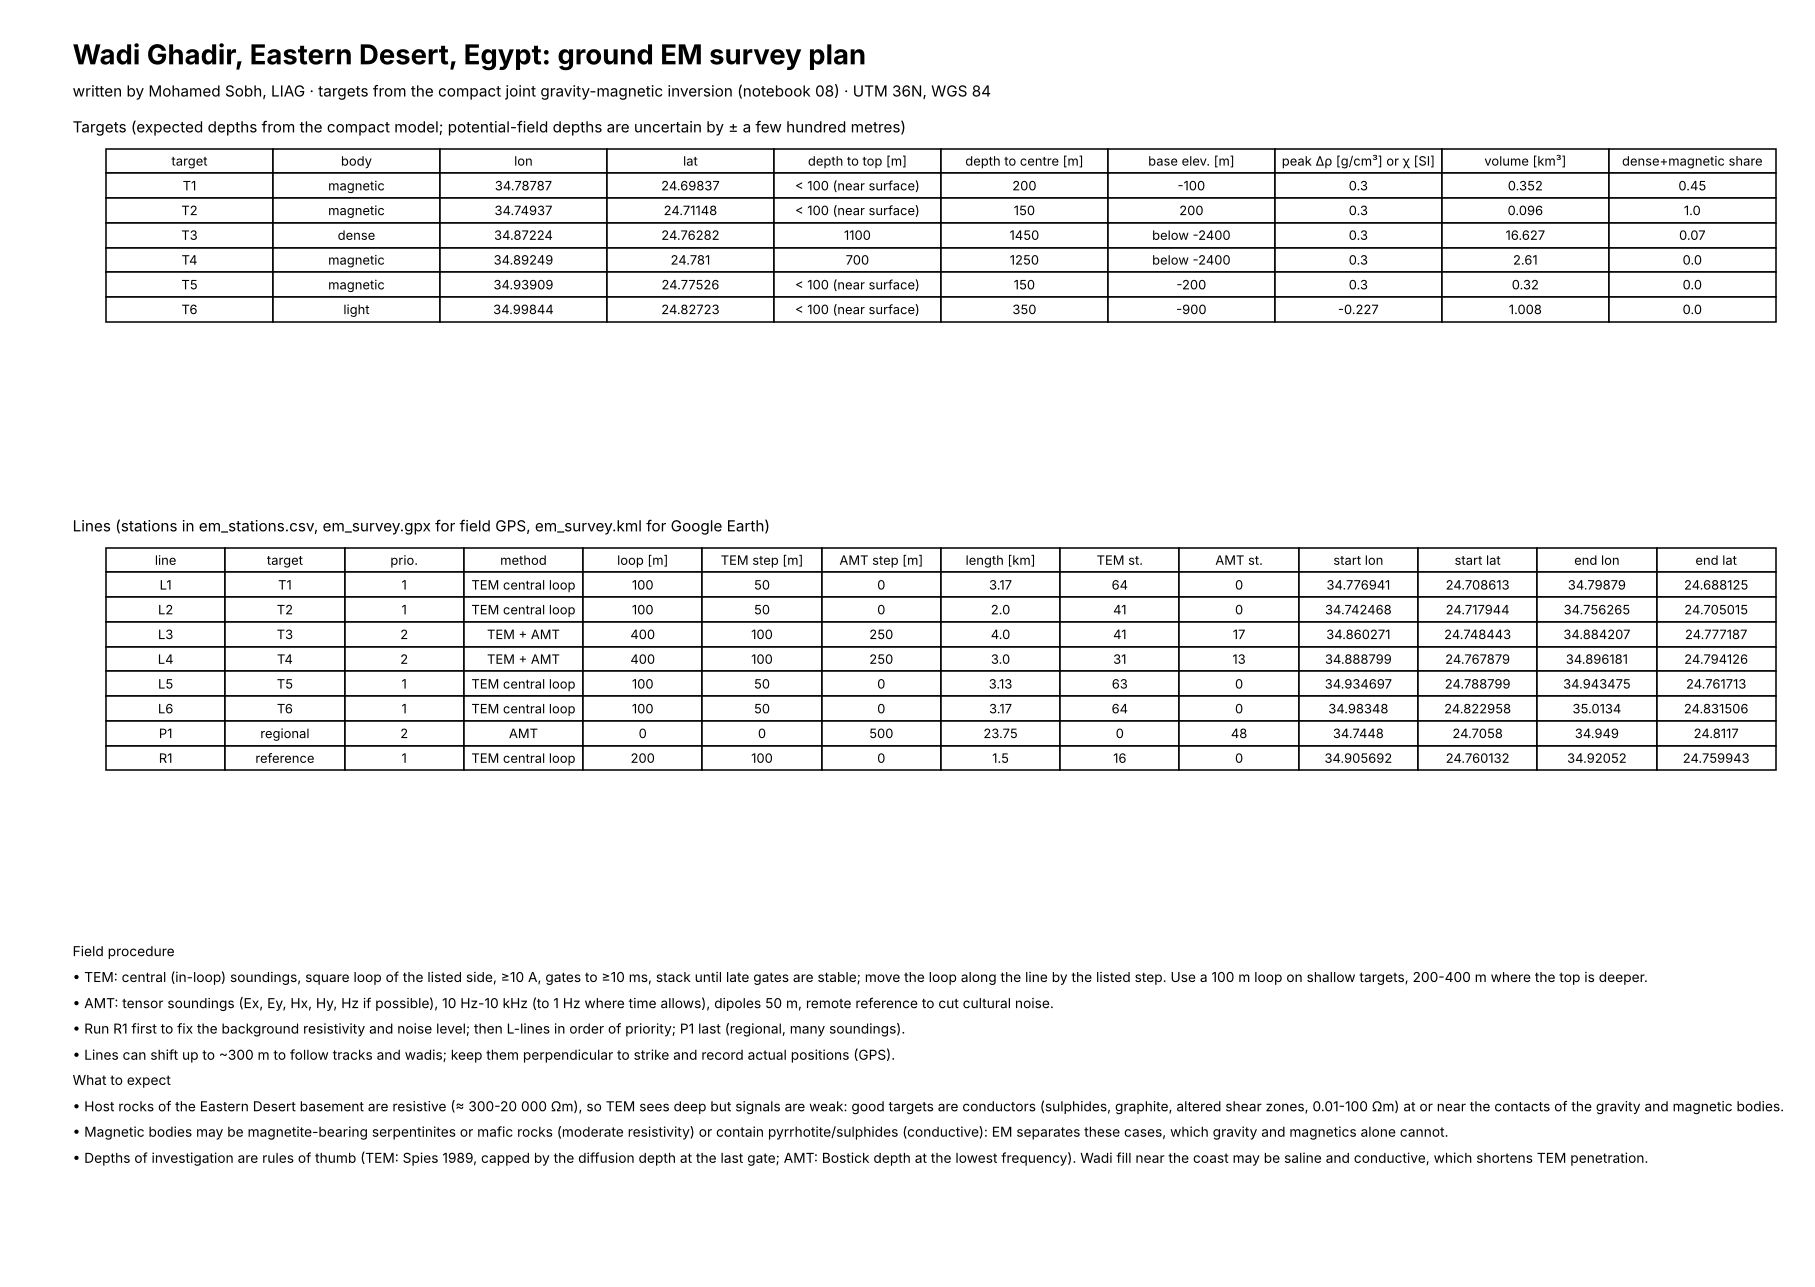 Wadi Ghadir, Eastern Desert, Egypt: ground EM survey plan
written by Mohamed Sobh, LIAG · targets from the compact joint gravity-magnetic inversion (notebook 08) · UTM 36N, WGS 84
Targets (expected depths from the compact model; potential-field depths are uncertain by ± a few hundred metres)
target body lon lat depth to top [m] depth to centre [m] base elev. [m] peak Δρ [g/cm³] or χ [SI] volume [km³] dense+magnetic share
T1 magnetic 34.78787 24.69837 < 100 (near surface) 200 -100 0.3 0.352 0.45
T2 magnetic 34.74937 24.71148 < 100 (near surface) 150 200 0.3 0.096 1.0
T3 dense 34.87224 24.76282 1100 1450 below -2400 0.3 16.627 0.07
T4 magnetic 34.89249 24.781 700 1250 below -2400 0.3 2.61 0.0
T5 magnetic 34.93909 24.77526 < 100 (near surface) 150 -200 0.3 0.32 0.0
T6 light 34.99844 24.82723 < 100 (near surface) 350 -900 -0.227 1.008 0.0
Lines (stations in em_stations.csv, em_survey.gpx for field GPS, em_survey.kml for Google Earth)
line target prio. method loop [m] TEM step [m] AMT step [m] length [km] TEM st. AMT st. start lon start lat end lon end lat
L1 T1 1 TEM central loop 100 50 0 3.17 64 0 34.776941 24.708613 34.79879 24.688125
L2 T2 1 TEM central loop 100 50 0 2.0 41 0 34.742468 24.717944 34.756265 24.705015
L3 T3 2 TEM + AMT 400 100 250 4.0 41 17 34.860271 24.748443 34.884207 24.777187
L4 T4 2 TEM + AMT 400 100 250 3.0 31 13 34.888799 24.767879 34.896181 24.794126
L5 T5 1 TEM central loop 100 50 0 3.13 63 0 34.934697 24.788799 34.943475 24.761713
L6 T6 1 TEM central loop 100 50 0 3.17 64 0 34.98348 24.822958 35.0134 24.831506
P1 regional 2 AMT 0 0 500 23.75 0 48 34.7448 24.7058 34.949 24.8117
R1 reference 1 TEM central loop 200 100 0 1.5 16 0 34.905692 24.760132 34.92052 24.759943
Field procedure
• TEM: central (in-loop) soundings, square loop of the listed side, ≥10 A, gates to ≥10 ms, stack until late gates are stable; move the loop along the line by the listed step. Use a 100 m loop on shallow targets, 200-400 m where the top is deeper.
• AMT: tensor soundings (Ex, Ey, Hx, Hy, Hz if possible), 10 Hz-10 kHz (to 1 Hz where time allows), dipoles 50 m, remote reference to cut cultural noise.
• Run R1 first to fix the background resistivity and noise level; then L-lines in order of priority; P1 last (regional, many soundings).
• Lines can shift up to ~300 m to follow tracks and wadis; keep them perpendicular to strike and record actual positions (GPS).
What to expect
• Host rocks of the Eastern Desert basement are resistive (≈ 300-20 000 Ωm), so TEM sees deep but signals are weak: good targets are conductors (sulphides, graphite, altered shear zones, 0.01-100 Ωm) at or near the contacts of the gravity and magnetic bodies.
• Magnetic bodies may be magnetite-bearing serpentinites or mafic rocks (moderate resistivity) or contain pyrrhotite/sulphides (conductive): EM separates these cases, which gravity and magnetics alone cannot.
• Depths of investigation are rules of thumb (TEM: Spies 1989, capped by the diffusion depth at the last gate; AMT: Bostick depth at the lowest frequency). Wadi fill near the coast may be saline and conductive, which shortens TEM penetration.